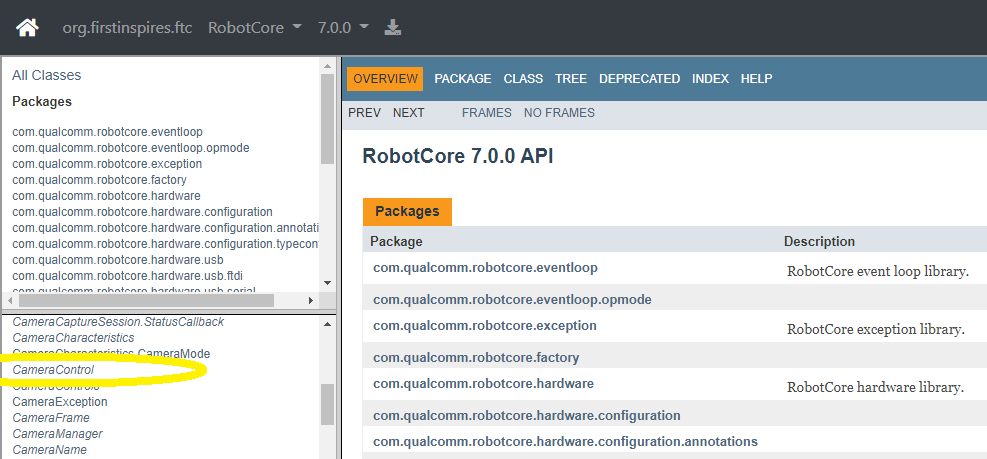 org.firstinspires.ftc RobotCore 7.0.0
All Classes
Packages
com.qualcomm.robotcore.eventloop
com.qualcomm.robotcore.eventloop.opmode
com.qualcomm.robotcore.exception
com.qualcomm.robotcore.factory
com.qualcomm.robotcore.hardware
com.qualcomm.robotcore.hardware.configuration
com.qualcomm.robotcore.hardware.configuration.annotati
com.qualcomm.robotcore.hardware.configuration.typecon
com.qualcomm.robotcore.hardware.usb
com.qualcomm.robotcore.hardware.usb.ftdi
com.qualcomm.robotcore.hardware.usb.serial
CameraCaptureSession.StatusCallback
CameraCharacteristics
CameraCharacteristics.CameraMode
CameraControl
CameraControls
CameraException
CameraFrame
CameraManager
CameraName
OVERVIEW PACKAGE CLASS TREE DEPRECATED INDEX HELP
PREV NEXT FRAMES NO FRAMES
RobotCore 7.0.0 API
Packages
Package Description
com.qualcomm.robotcore.eventloop RobotCore event loop library.
com.qualcomm.robotcore.eventloop.opmode
com.qualcomm.robotcore.exception RobotCore exception library.
com.qualcomm.robotcore.factory
com.qualcomm.robotcore.hardware RobotCore hardware library.
com.qualcomm.robotcore.hardware.configuration
com.qualcomm.robotcore.hardware.configuration.annotations